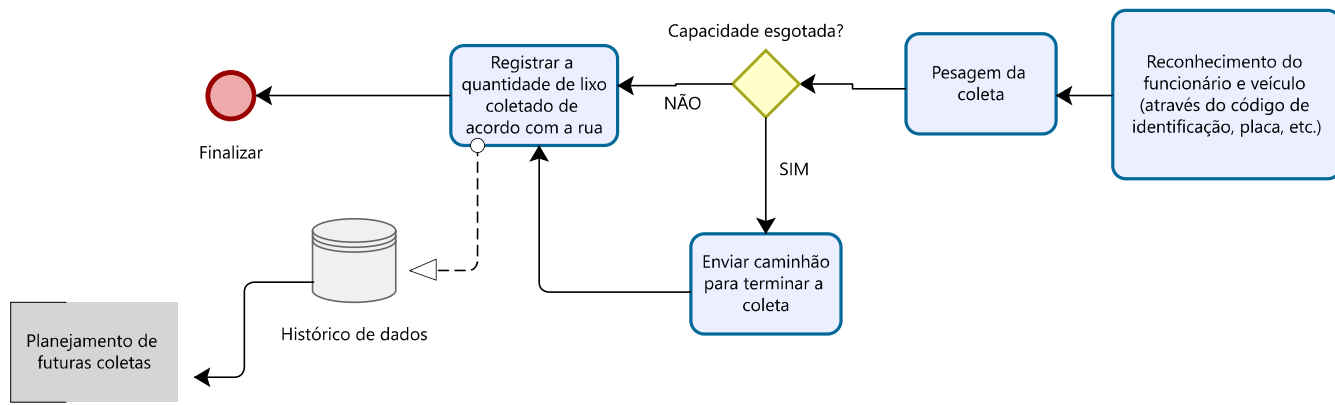 Capacidade esgotada?
Reconhecimento do
funcionário e veículo
(através do código de
identificação, placa, etc.)
Pesagem da
coleta
NÃO
SIM
Registrar a
quantidade de lixo
coletado de
acordo com a rua
Finalizar
Enviar caminhão
para terminar a
coleta
Histórico de dados
Planejamento de
futuras coletas